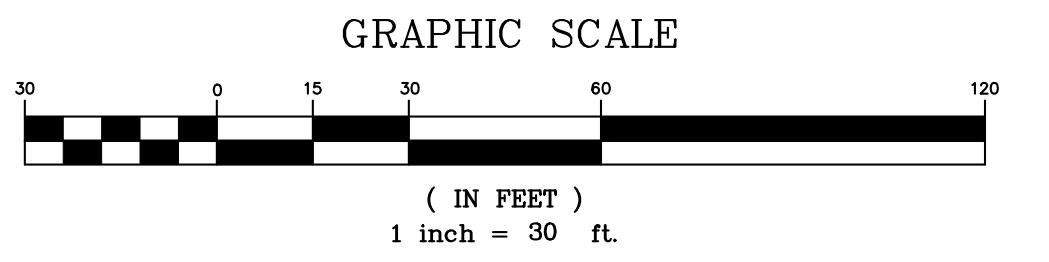 GRAPHIC SCALE
30 0 15 30 60 120
( IN FEET )
1 inch = 30 ft.